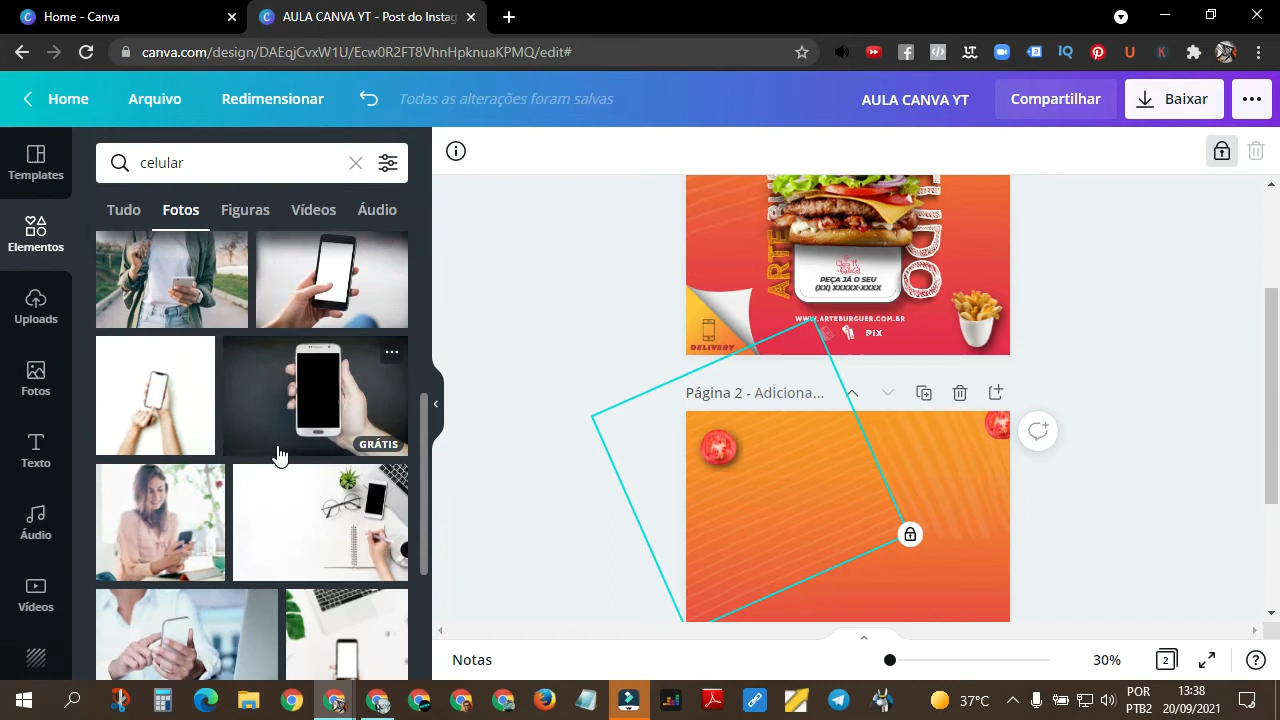 Home - Canva
AULA CANVA YT - Post do Instag
canva.com/design/DAEqjCvxW1U/Ecw0R2FT8VhnHpknuaKPMQ/edit#
Home
Arquivo
Redimensionar
Todas as alterações foram salvas
AULA CANVA YT
Compartilhar
Baixar
Templates
Elementos
Uploads
Fotos
Texto
Áudio
Vídeos
celular
Tudo
Fotos
Figuras
Vídeos
Áudio
GRÁTIS
PEÇA JÁ O SEU
(XX) XXXXX-XXXX
WWW.ARTEBURGUER.COM.BR
PIX
DELIVERY
Página 2 - Adiciona...
Notas
30%
2
37°C
POR
PTB2
13:38
20/09/2021